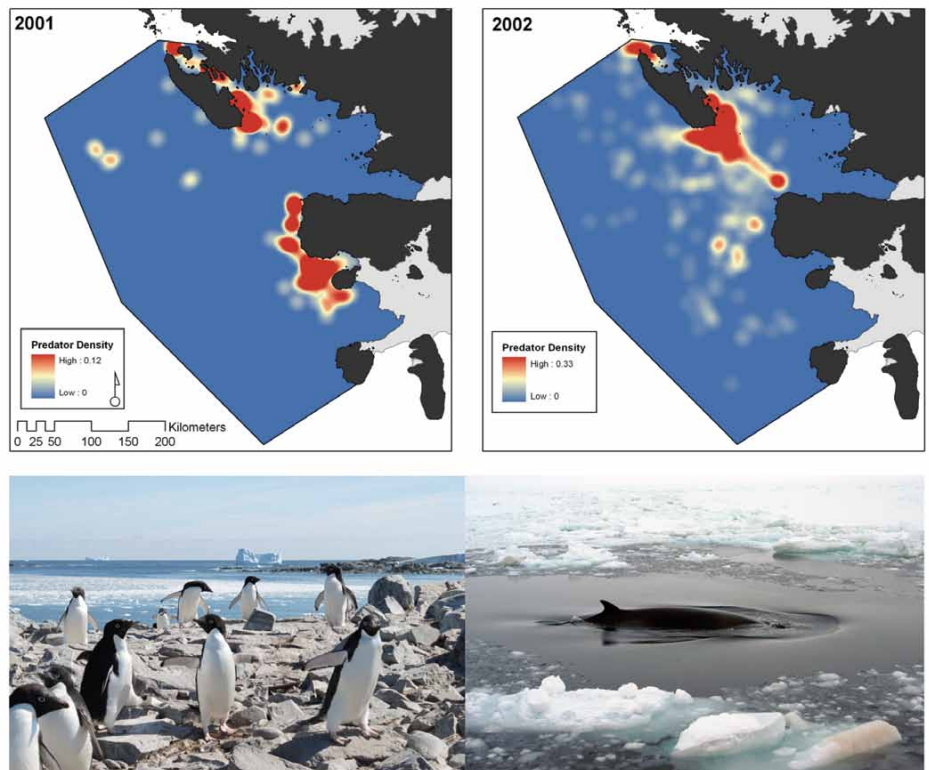 2001
Predator Density
High : 0.12
Low : 0
Kilometers
0 25 50 100 150 200
2002
Predator Density
High : 0.33
Low : 0